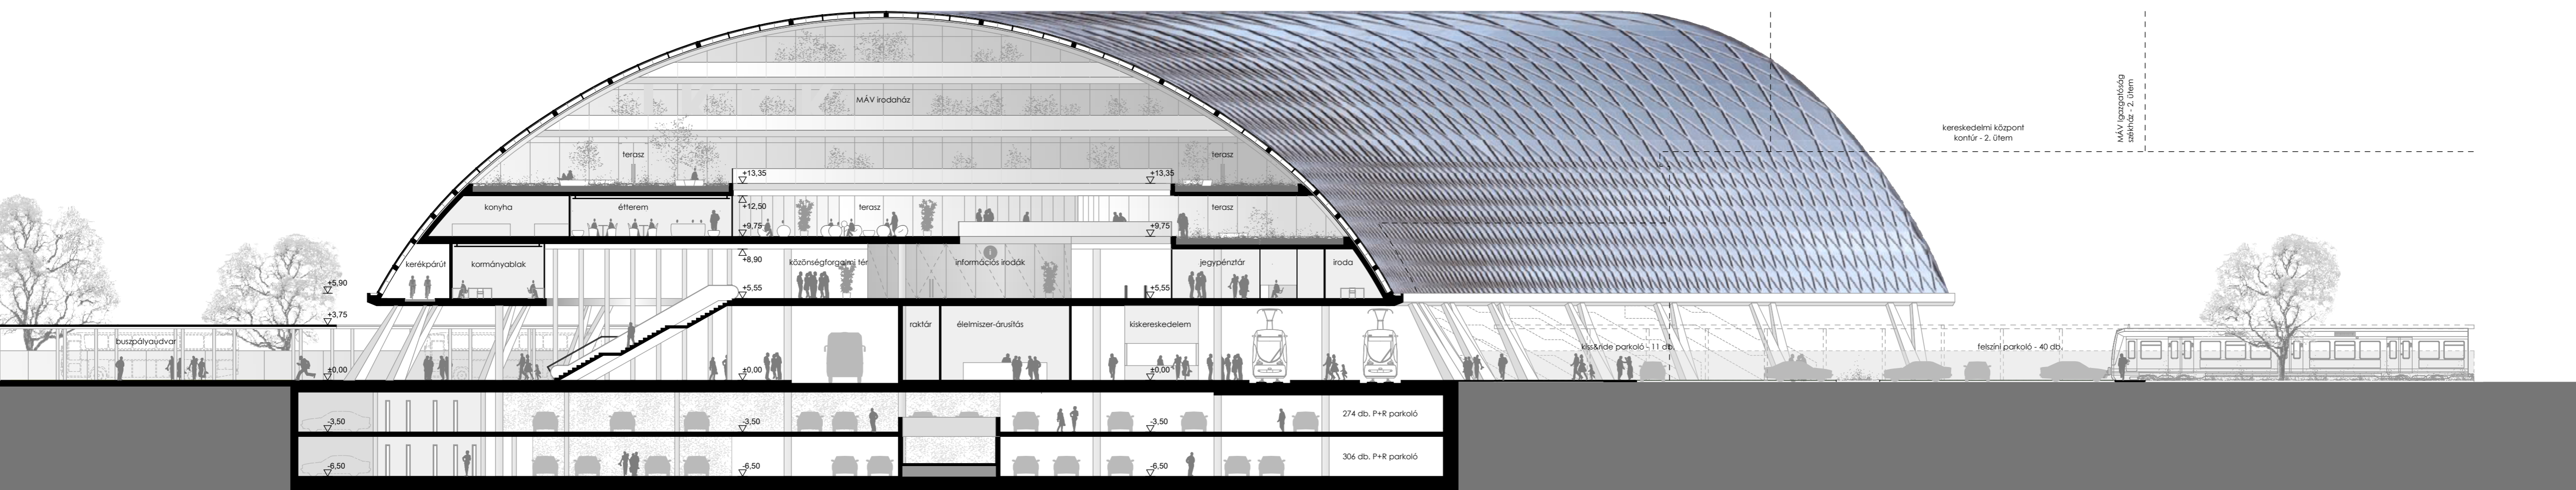 MÁV irodaház
kereskedelmi központ
kontúr - 2. ütem
MÁV Igazgatóság
székház - 2. ütem
terasz
terasz
+13,35
+13,35
konyha
étterem
+12,50
terasz
terasz
+9,75
+9,75
kerékpárút
kormányablak
+8,90
közönségforgalmi tér
információs irodák
jegypénztár
iroda
+5,90
+5,55
+5,55
+3,75
raktár
élelmiszer-árusítás
kiskereskedelem
buszpályaudvar
kiss&ride parkoló - 11 db.
felszíni parkoló - 40 db.
±0,00
±0,00
±0,00
274 db. P+R parkoló
-3,50
-3,50
-3,50
306 db. P+R parkoló
-6,50
-6,50
-6,50